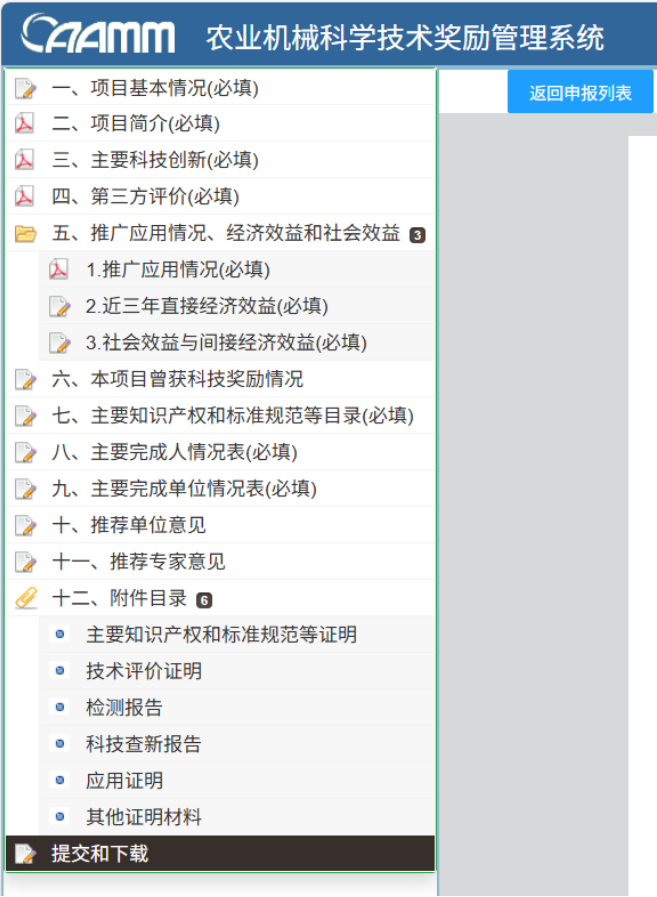 CAAMM 农业机械科学技术奖励管理系统
一、项目基本情况(必填)
返回申报列表
二、项目简介(必填)
三、主要科技创新(必填)
四、第三方评价(必填)
五、推广应用情况、经济效益和社会效益 3
1.推广应用情况(必填)
2.近三年直接经济效益(必填)
3.社会效益与间接经济效益(必填)
六、本项目曾获科技奖励情况
七、主要知识产权和标准规范等目录(必填)
八、主要完成人情况表(必填)
九、主要完成单位情况表(必填)
十、推荐单位意见
十一、推荐专家意见
十二、附件目录 6
主要知识产权和标准规范等证明
技术评价证明
检测报告
科技查新报告
应用证明
其他证明材料
提交和下载